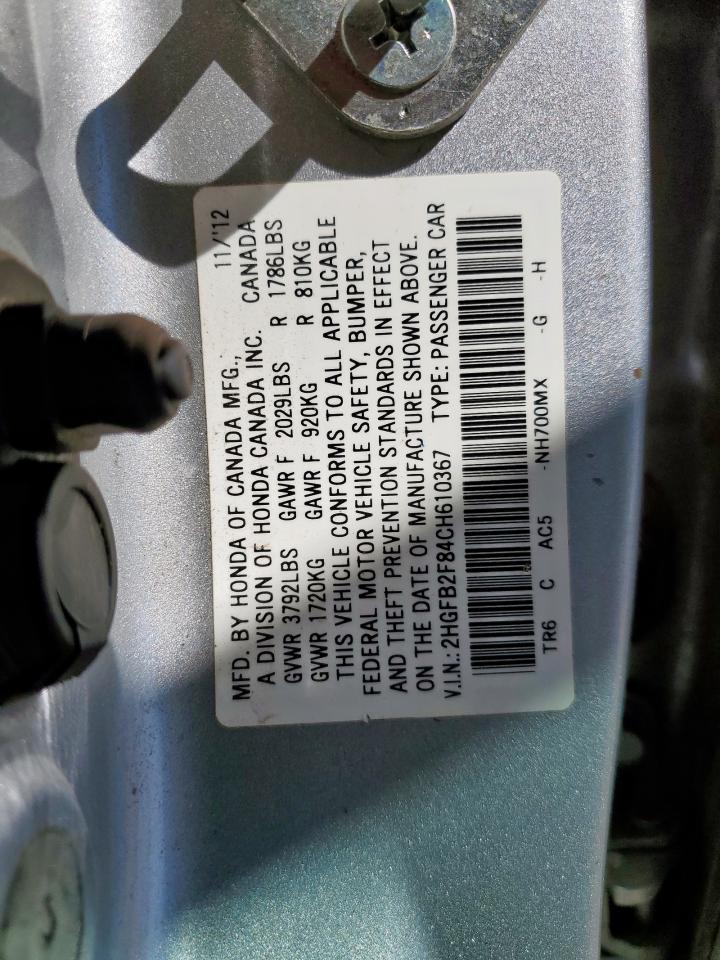 MFD. BY HONDA OF CANADA MFG., 11/'12
A DIVISION OF HONDA CANADA INC. CANADA
GVWR 3792LBS GAWR F 2029LBS R 1786LBS
GVWR 1720KG GAWR F 920KG R 810KG
THIS VEHICLE CONFORMS TO ALL APPLICABLE
FEDERAL MOTOR VEHICLE SAFETY, BUMPER,
AND THEFT PREVENTION STANDARDS IN EFFECT
ON THE DATE OF MANUFACTURE SHOWN ABOVE.
V.I.N.: 2HGFB2F84CH610367 TYPE: PASSENGER CAR
TR6 C AC5 -NH700MX -G -H